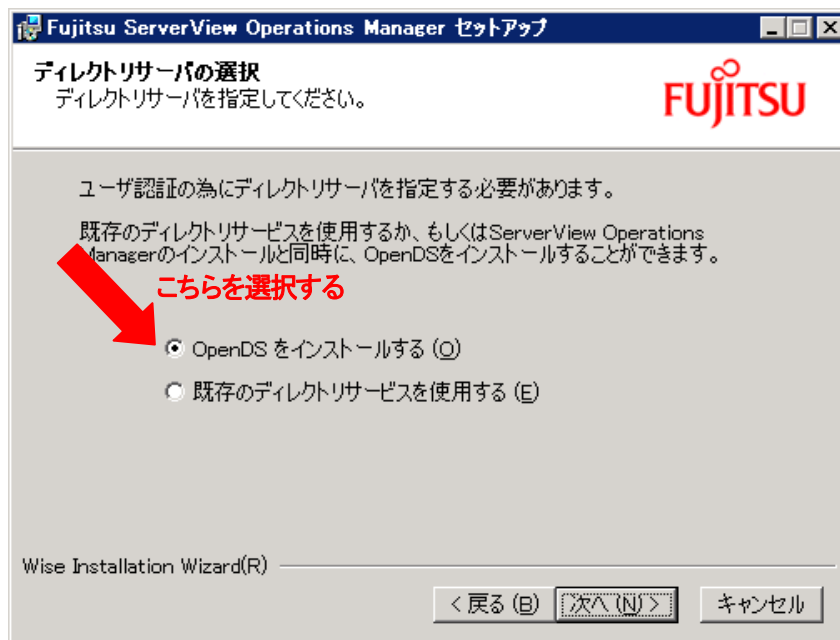 Fujitsu ServerView Operations Manager セットアップ
ディレクトリサーバの選択
ディレクトリサーバを指定してください。
FUJITSU
ユーザ認証の為にディレクトリサーバを指定する必要があります。
既存のディレクトリサービスを使用するか、もしくはServerView Operations
Managerのインストールと同時に、OpenDSをインストールすることができます。
こちらを選択する
OpenDS をインストールする (O)
既存のディレクトリサービスを使用する (E)
Wise Installation Wizard(R)
< 戻る (B)
次へ (N) >
キャンセル